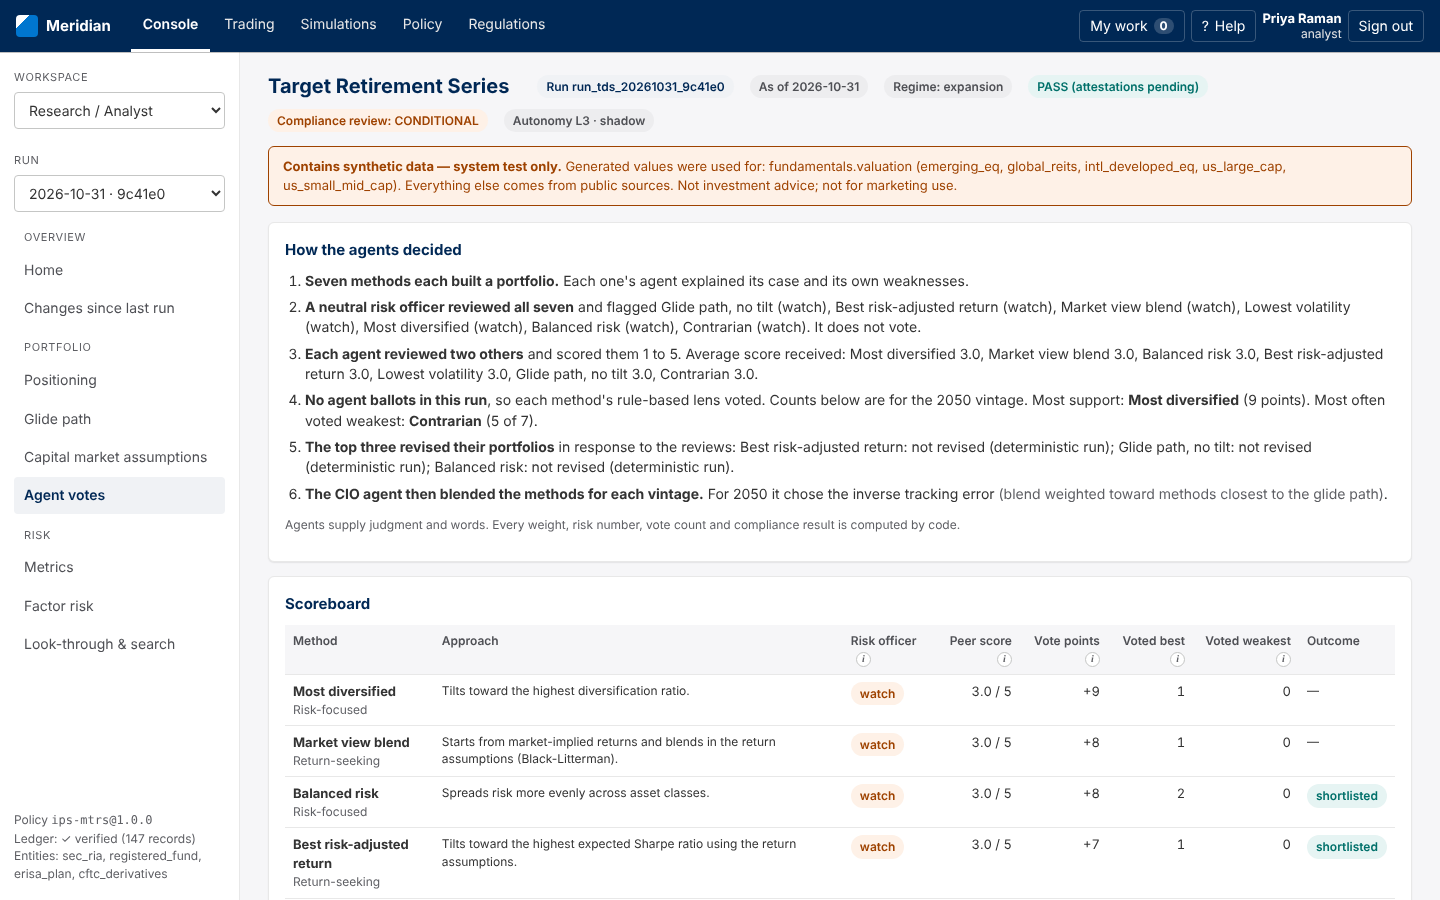 Meridian
Console
Trading
Simulations
Policy
Regulations
My work 0
? Help
Priya Raman
analyst
Sign out
WORKSPACE
Research / Analyst
RUN
2026-10-31 · 9c41e0
OVERVIEW
Home
Changes since last run
PORTFOLIO
Positioning
Glide path
Capital market assumptions
Agent votes
RISK
Metrics
Factor risk
Look-through & search
Policy ips-mtrs@1.0.0
Ledger: ✓ verified (147 records)
Entities: sec_ria, registered_fund,
erisa_plan, cftc_derivatives
Target Retirement Series
Run run_tds_20261031_9c41e0
As of 2026-10-31
Regime: expansion
PASS (attestations pending)
Compliance review: CONDITIONAL
Autonomy L3 · shadow
Contains synthetic data — system test only. Generated values were used for: fundamentals.valuation (emerging_eq, global_reits, intl_developed_eq, us_large_cap,
us_small_mid_cap). Everything else comes from public sources. Not investment advice; not for marketing use.
How the agents decided
1. Seven methods each built a portfolio. Each one's agent explained its case and its own weaknesses.
2. A neutral risk officer reviewed all seven and flagged Glide path, no tilt (watch), Best risk-adjusted return (watch), Market view blend (watch), Lowest volatility
(watch), Most diversified (watch), Balanced risk (watch), Contrarian (watch). It does not vote.
3. Each agent reviewed two others and scored them 1 to 5. Average score received: Most diversified 3.0, Market view blend 3.0, Balanced risk 3.0, Best risk-adjusted
return 3.0, Lowest volatility 3.0, Glide path, no tilt 3.0, Contrarian 3.0.
4. No agent ballots in this run, so each method's rule-based lens voted. Counts below are for the 2050 vintage. Most support: Most diversified (9 points). Most often
voted weakest: Contrarian (5 of 7).
5. The top three revised their portfolios in response to the reviews: Best risk-adjusted return: not revised (deterministic run); Glide path, no tilt: not revised
(deterministic run); Balanced risk: not revised (deterministic run).
6. The CIO agent then blended the methods for each vintage. For 2050 it chose the inverse tracking error (blend weighted toward methods closest to the glide path).
Agents supply judgment and words. Every weight, risk number, vote count and compliance result is computed by code.
Scoreboard
Method Approach Risk officer Peer score Vote points Voted best Voted weakest Outcome
i i i i i
Most diversified Tilts toward the highest diversification ratio. watch 3.0 / 5 +9 1 0 —
Risk-focused
Market view blend Starts from market-implied returns and blends in the return watch 3.0 / 5 +8 1 0 —
Return-seeking assumptions (Black-Litterman).
Balanced risk Spreads risk more evenly across asset classes. watch 3.0 / 5 +8 2 0 shortlisted
Risk-focused
Best risk-adjusted Tilts toward the highest expected Sharpe ratio using the return watch 3.0 / 5 +7 1 0 shortlisted
return assumptions.
Return-seeking